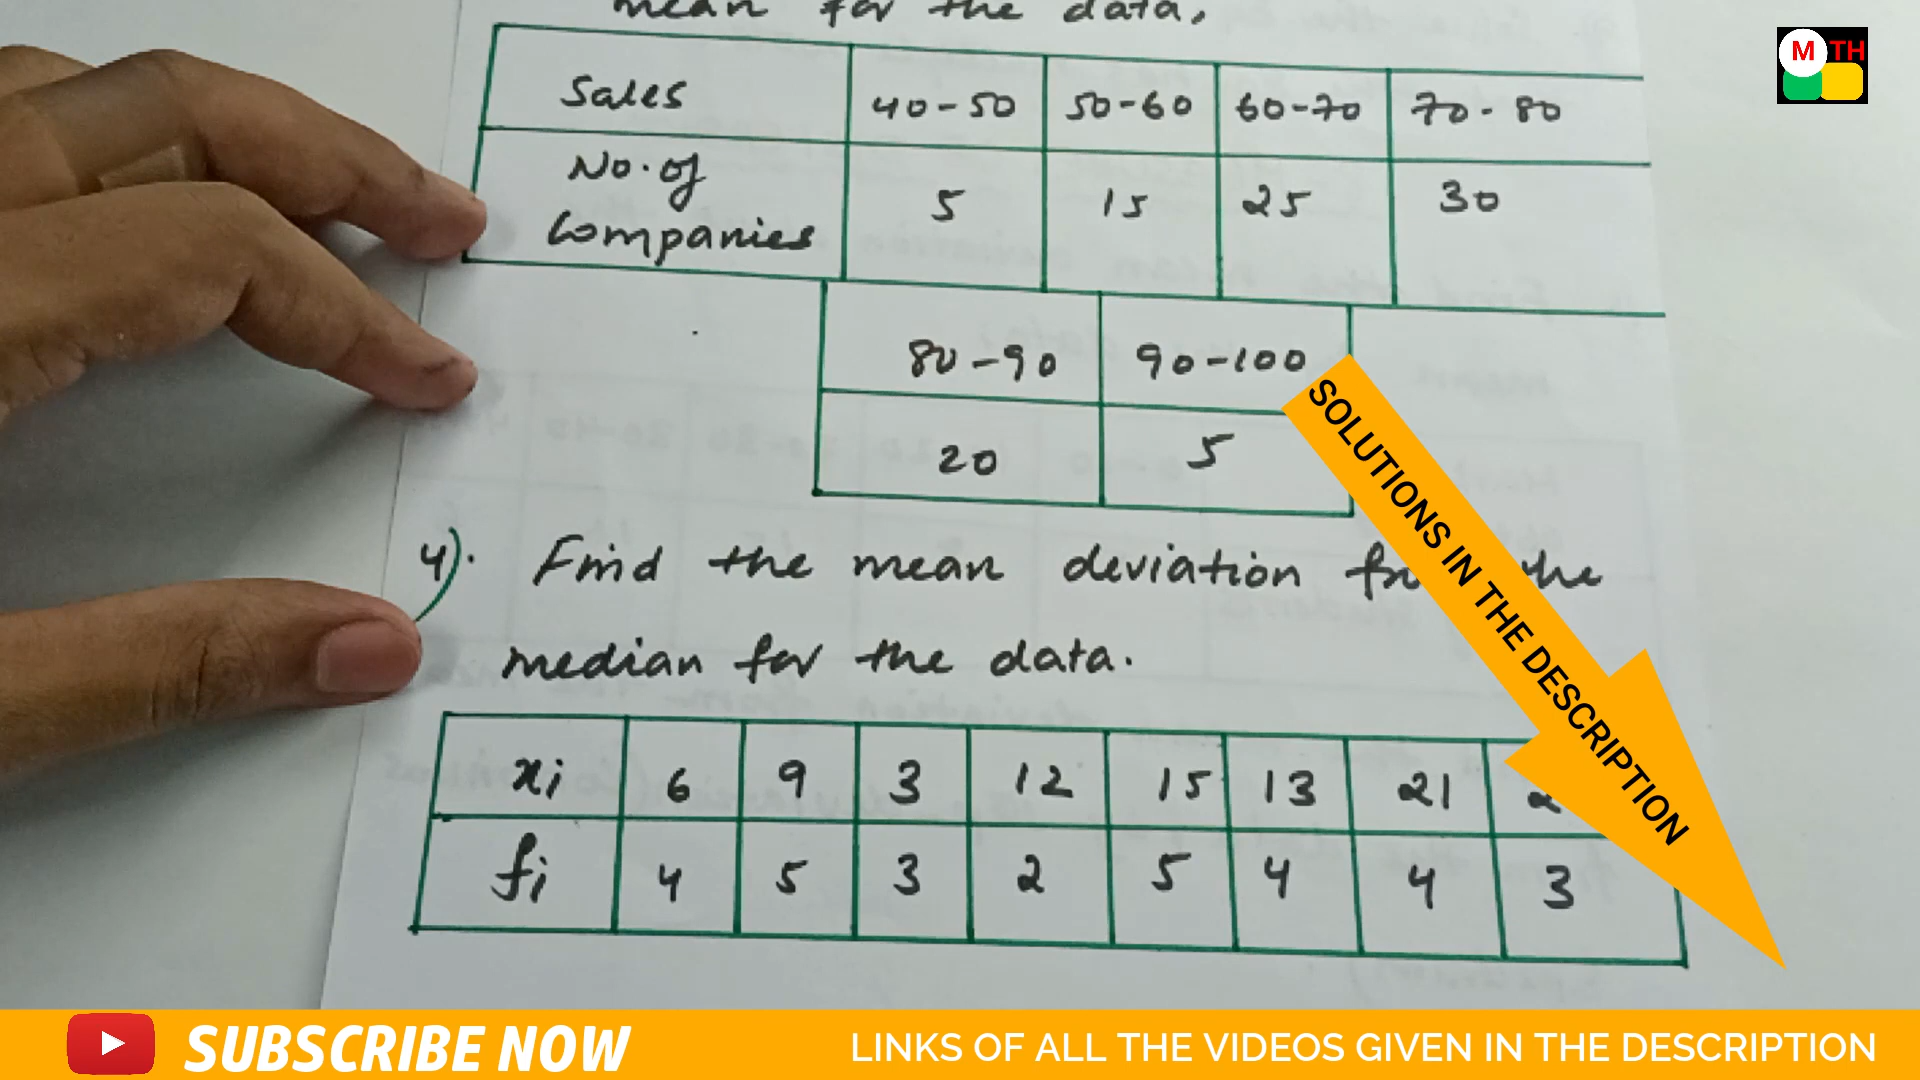 mean for the data,
M TH
Sales 40-50 50-60 60-70 70-80
No. of
Companies 5 15 25 30
80-90 90-100
20 5
SOLUTIONS IN THE DESCRIPTION
4). Find the mean deviation the
median for the data.
xi 6 9 3 12 15 13 21
fi 4 5 3 2 5 4 4 3
SUBSCRIBE NOW
LINKS OF ALL THE VIDEOS GIVEN IN THE DESCRIPTION